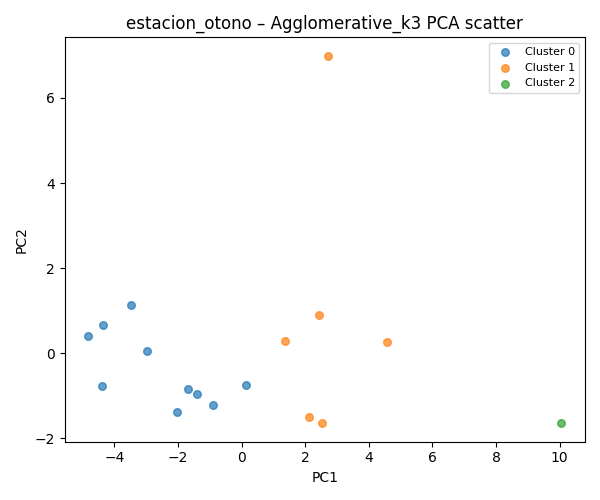 estacion_otono – Agglomerative_k3 PCA scatter
Cluster 0
Cluster 1
Cluster 2
6
4
2
0
−2
PC2
−4
−2
0
2
4
6
8
10
PC1